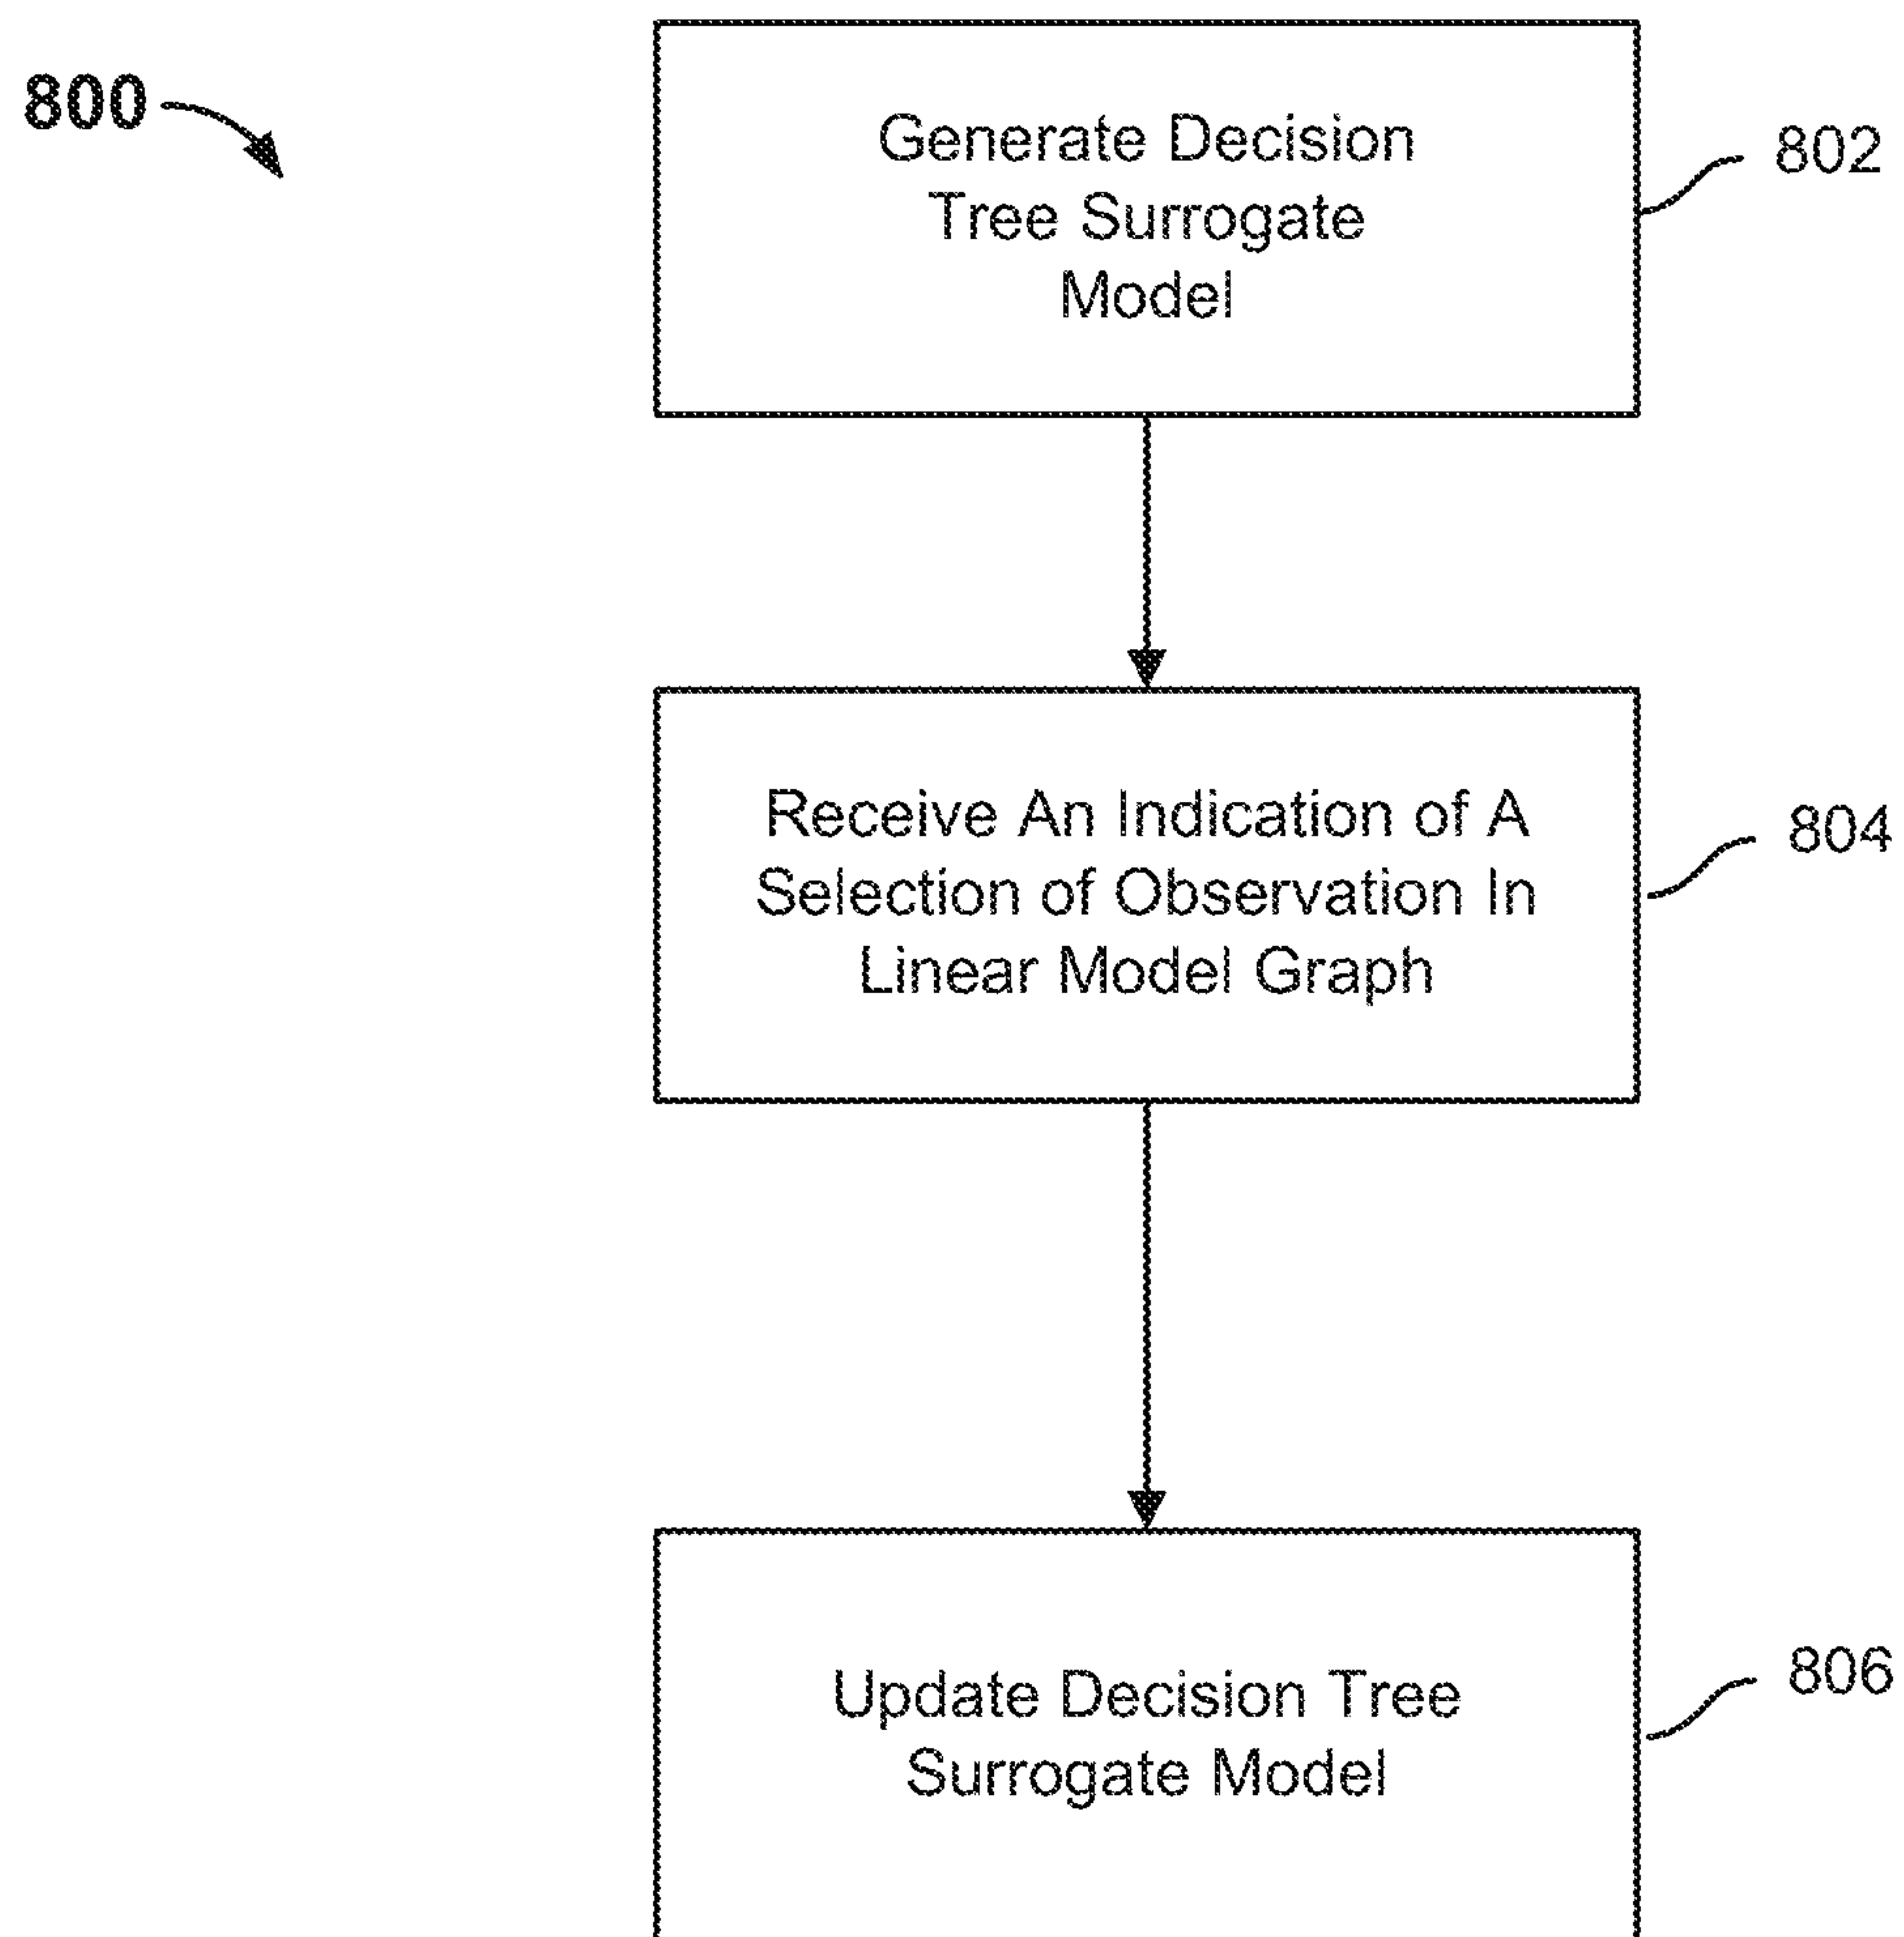 800
Generate Decision
Tree Surrogate
Model
802
Receive An Indication of A
Selection of Observation In
Linear Model Graph
804
Update Decision Tree
Surrogate Model
806